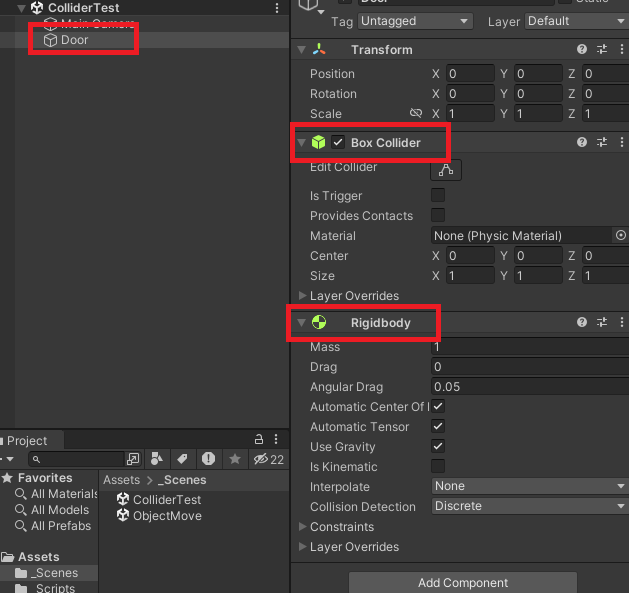 ColliderTest
Main Camera
Door
Door
Static
Tag Untagged Layer Default
Transform
Position X 0 Y 0 Z 0
Rotation X 0 Y 0 Z 0
Scale X 1 Y 1 Z 1
Box Collider
Edit Collider
Is Trigger
Provides Contacts
Material None (Physic Material)
Center X 0 Y 0 Z 0
Size X 1 Y 1 Z 1
Layer Overrides
Rigidbody
Mass 1
Drag 0
Angular Drag 0.05
Automatic Center Of
Automatic Tensor
Use Gravity
Is Kinematic
Interpolate None
Collision Detection Discrete
Constraints
Layer Overrides
Add Component
Project
22
Favorites
All Materials
All Models
All Prefabs
Assets
_Scenes
_Scripts
Assets > _Scenes
ColliderTest
ObjectMove